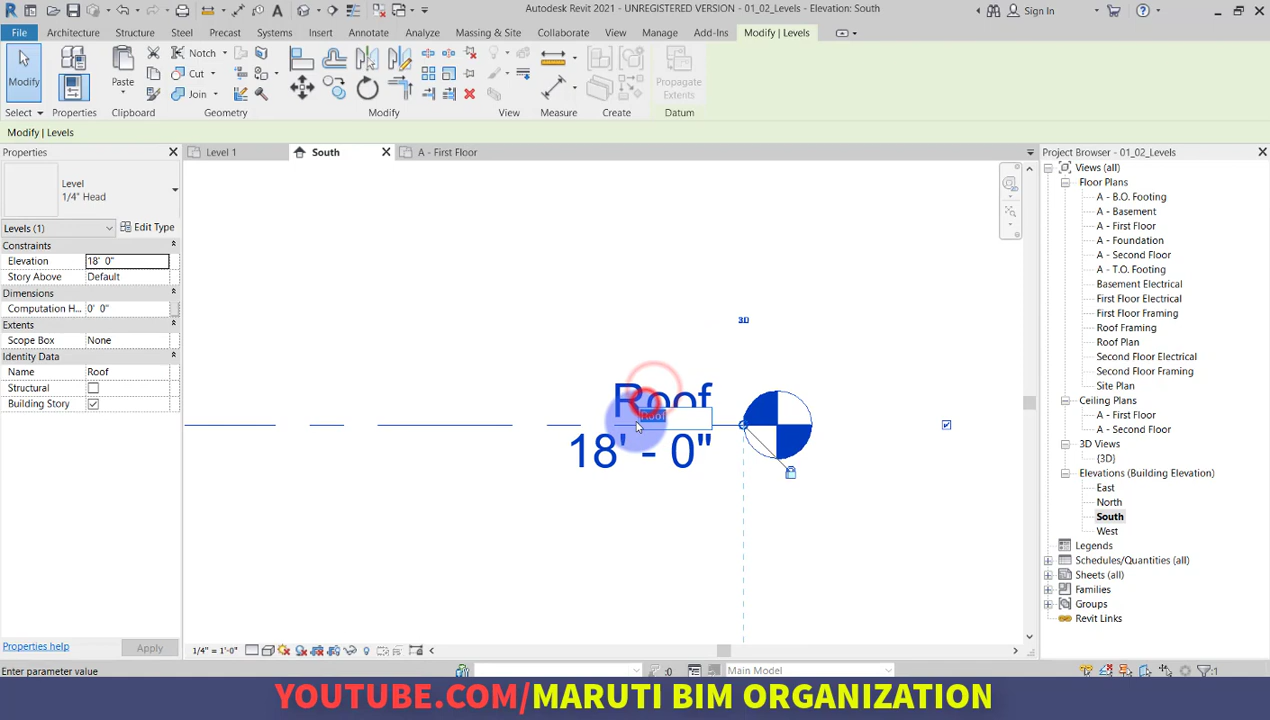 Autodesk Revit 2021 - UNREGISTERED VERSION - 01_02_Levels - Elevation: South
Sign In
File Architecture Structure Steel Precast Systems Insert Annotate Analyze Massing & Site Collaborate View Manage Add-Ins Modify | Levels
Modify Paste Notch Cut Join Propagate Extents
Select Properties Clipboard Geometry Modify View Measure Create Datum
Modify | Levels
Properties
Level
1/4" Head
Levels (1) Edit Type
Constraints
Elevation 18' 0"
Story Above Default
Dimensions
Computation H... 0' 0"
Extents
Scope Box None
Identity Data
Name Roof
Structural
Building Story
Properties help Apply
Level 1 South A - First Floor
3D
Roof
Roof
18' - 0"
1/4" = 1'-0"
Project Browser - 01_02_Levels
Views (all)
Floor Plans
A - B.O. Footing
A - Basement
A - First Floor
A - Foundation
A - Second Floor
A - T.O. Footing
Basement Electrical
First Floor Electrical
First Floor Framing
Roof Framing
Roof Plan
Second Floor Electrical
Second Floor Framing
Site Plan
Ceiling Plans
A - First Floor
A - Second Floor
3D Views
{3D}
Elevations (Building Elevation)
East
North
South
West
Legends
Schedules/Quantities (all)
Sheets (all)
Families
Groups
Revit Links
Enter parameter value :0 Main Model :1
YOUTUBE.COM/MARUTI BIM ORGANIZATION